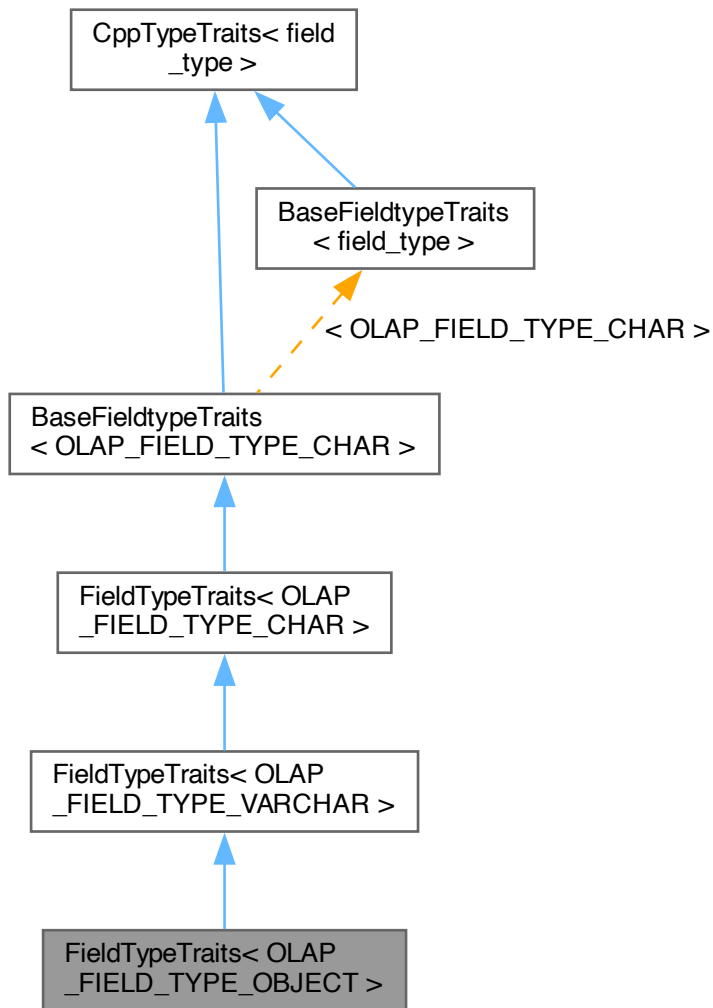 CppTypeTraits< field
_type >
BaseFieldtypeTraits
< field_type >
< OLAP_FIELD_TYPE_CHAR >
BaseFieldtypeTraits
< OLAP_FIELD_TYPE_CHAR >
FieldTypeTraits< OLAP
_FIELD_TYPE_CHAR >
FieldTypeTraits< OLAP
_FIELD_TYPE_VARCHAR >
FieldTypeTraits< OLAP
_FIELD_TYPE_OBJECT >